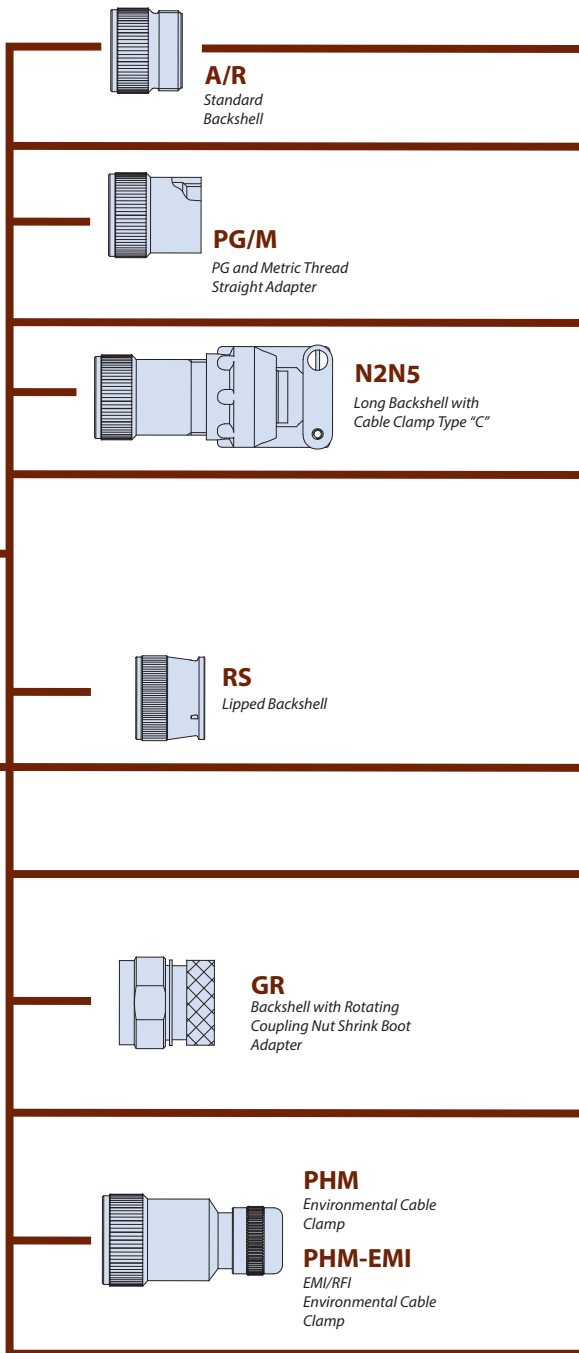 A/R
Standard
Backshell
PG/M
PG and Metric Thread
Straight Adapter
N2N5
Long Backshell with
Cable Clamp Type “C”
RS
Lipped Backshell
GR
Backshell with Rotating
Coupling Nut Shrink Boot
Adapter
PHM
Environmental Cable
Clamp
PHM-EMI
EMI/RFI
Environmental Cable
Clamp